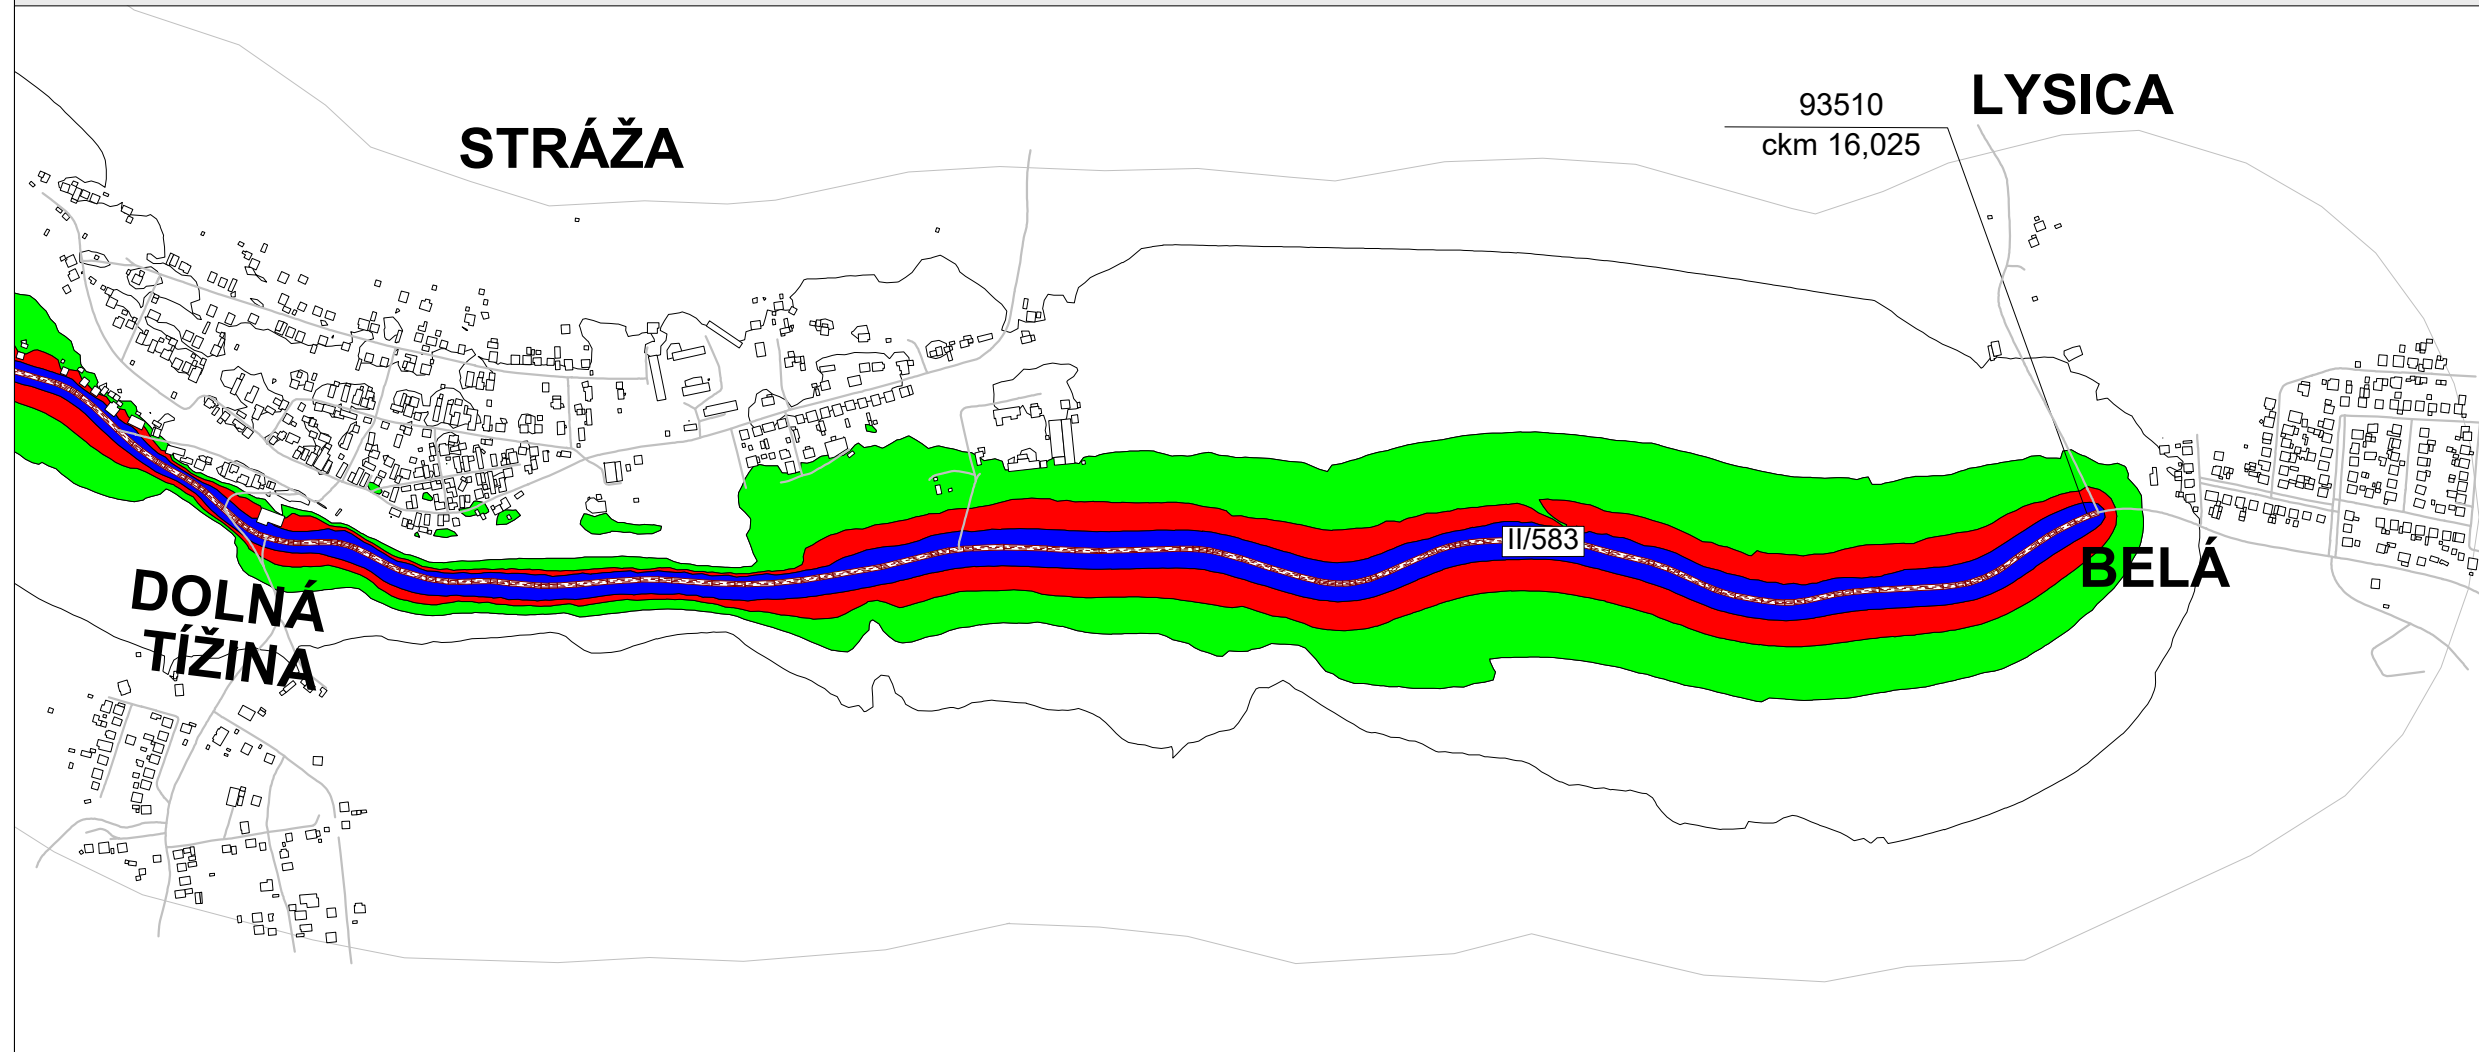 LYSICA
93510
ckm 16,025
STRÁŽA
II/583
BELÁ
DOLNÁ
TÍŽINA